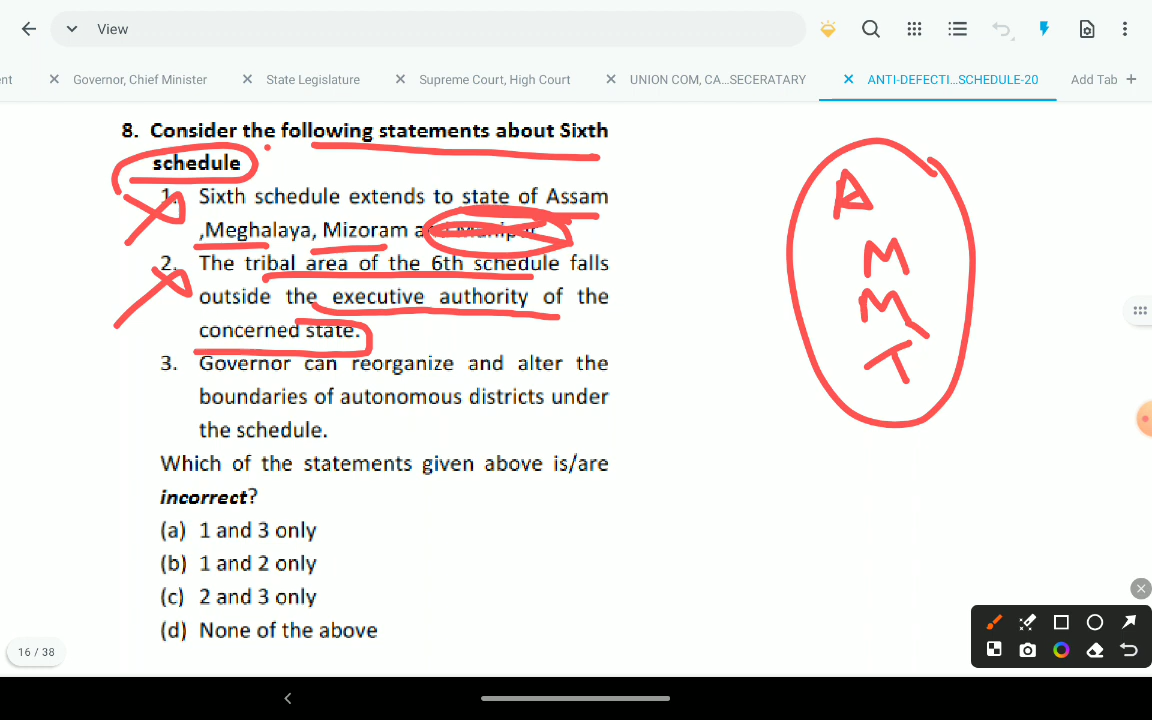 View
nt
Governor, Chief Minister
State Legislature
Supreme Court, High Court
UNION COM, CA...SECERATARY
ANTI-DEFECTI...SCHEDULE-20
Add Tab +
8. Consider the following statements about Sixth
schedule
1. Sixth schedule extends to state of Assam
,Meghalaya, Mizoram and Manipur
2. The tribal area of the 6th schedule falls
outside the executive authority of the
concerned state.
3. Governor can reorganize and alter the
boundaries of autonomous districts under
the schedule.
Which of the statements given above is/are
incorrect?
(a) 1 and 3 only
(b) 1 and 2 only
(c) 2 and 3 only
(d) None of the above
A
M
M
T
16 / 38